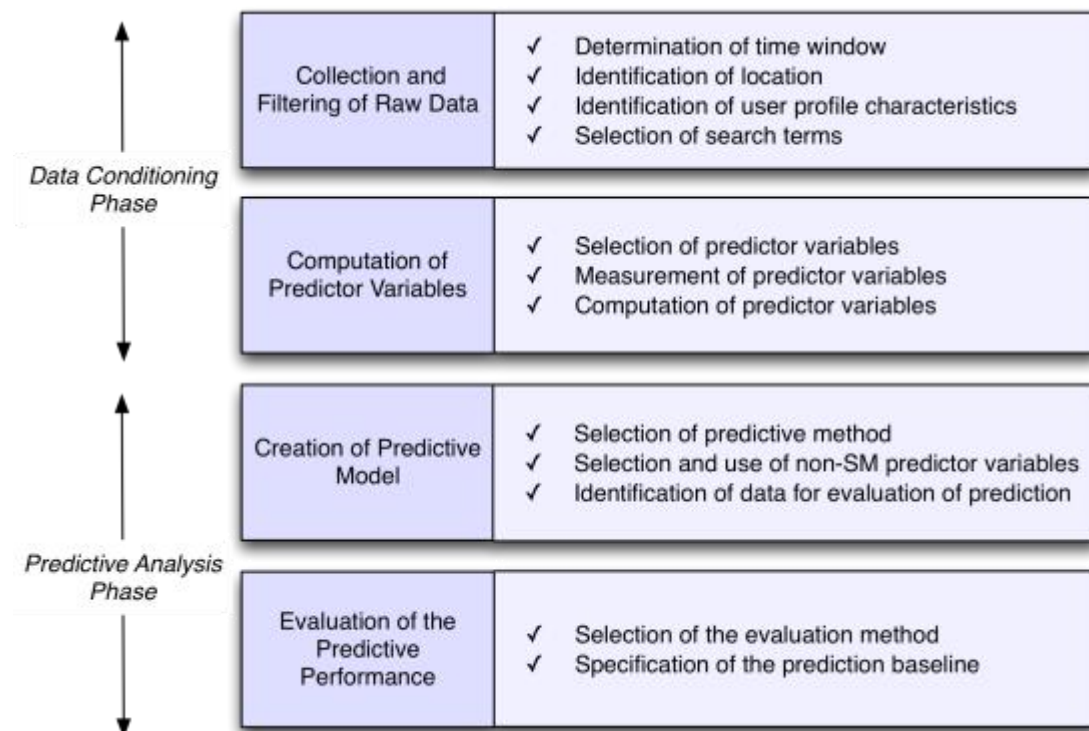 Data Conditioning
Phase
Collection and
Filtering of Raw Data
✓ Determination of time window
✓ Identification of location
✓ Identification of user profile characteristics
✓ Selection of search terms
Computation of
Predictor Variables
✓ Selection of predictor variables
✓ Measurement of predictor variables
✓ Computation of predictor variables
Predictive Analysis
Phase
Creation of Predictive
Model
✓ Selection of predictive method
✓ Selection and use of non-SM predictor variables
✓ Identification of data for evaluation of prediction
Evaluation of the
Predictive
Performance
✓ Selection of the evaluation method
✓ Specification of the prediction baseline